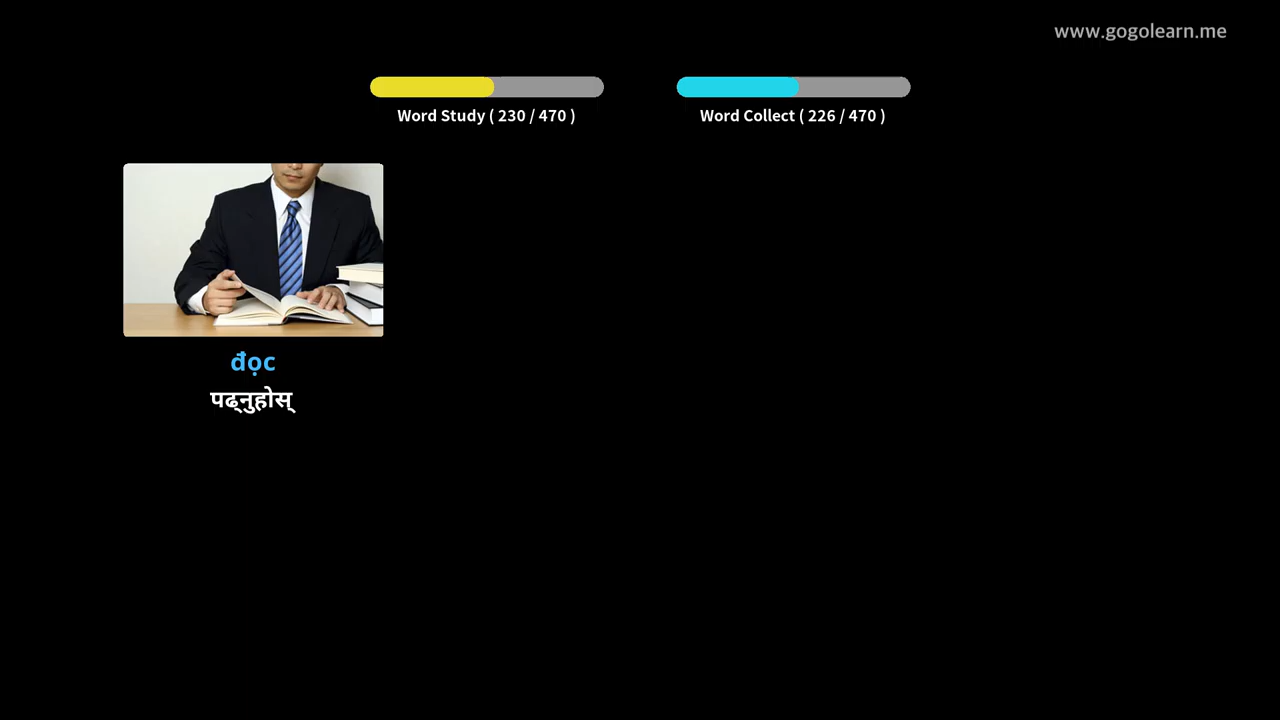 www.gogolearn.me
Word Study ( 230 / 470 )
Word Collect ( 226 / 470 )
đọc
पढ्नुहोस्